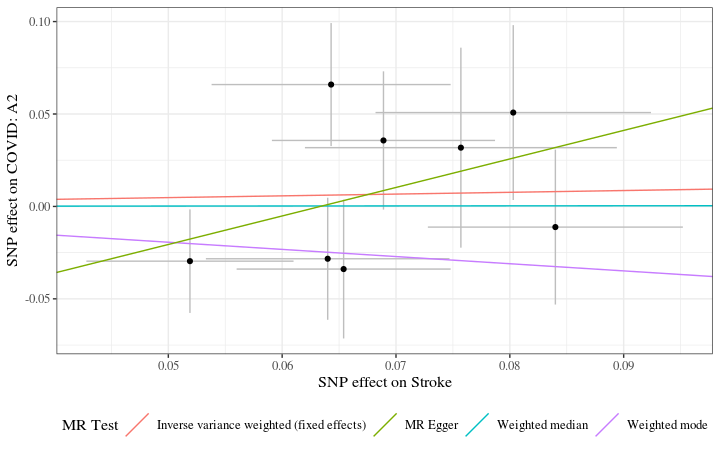 0.10
0.05
0.00
-0.05
SNP effect on COVID: A2
0.05 0.06 0.07 0.08 0.09
SNP effect on Stroke
MR Test Inverse variance weighted (fixed effects) MR Egger Weighted median Weighted mode